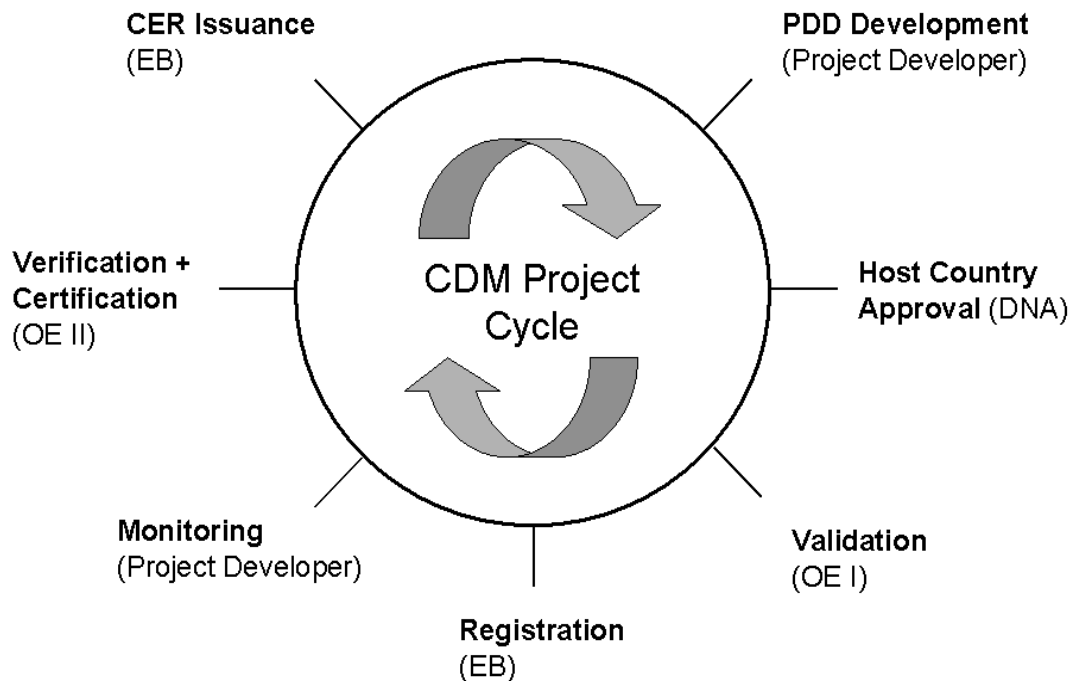 CER Issuance
(EB)
PDD Development
(Project Developer)
Verification +
Certification
(OE II)
CDM Project
Cycle
Host Country
Approval (DNA)
Monitoring
(Project Developer)
Validation
(OE I)
Registration
(EB)